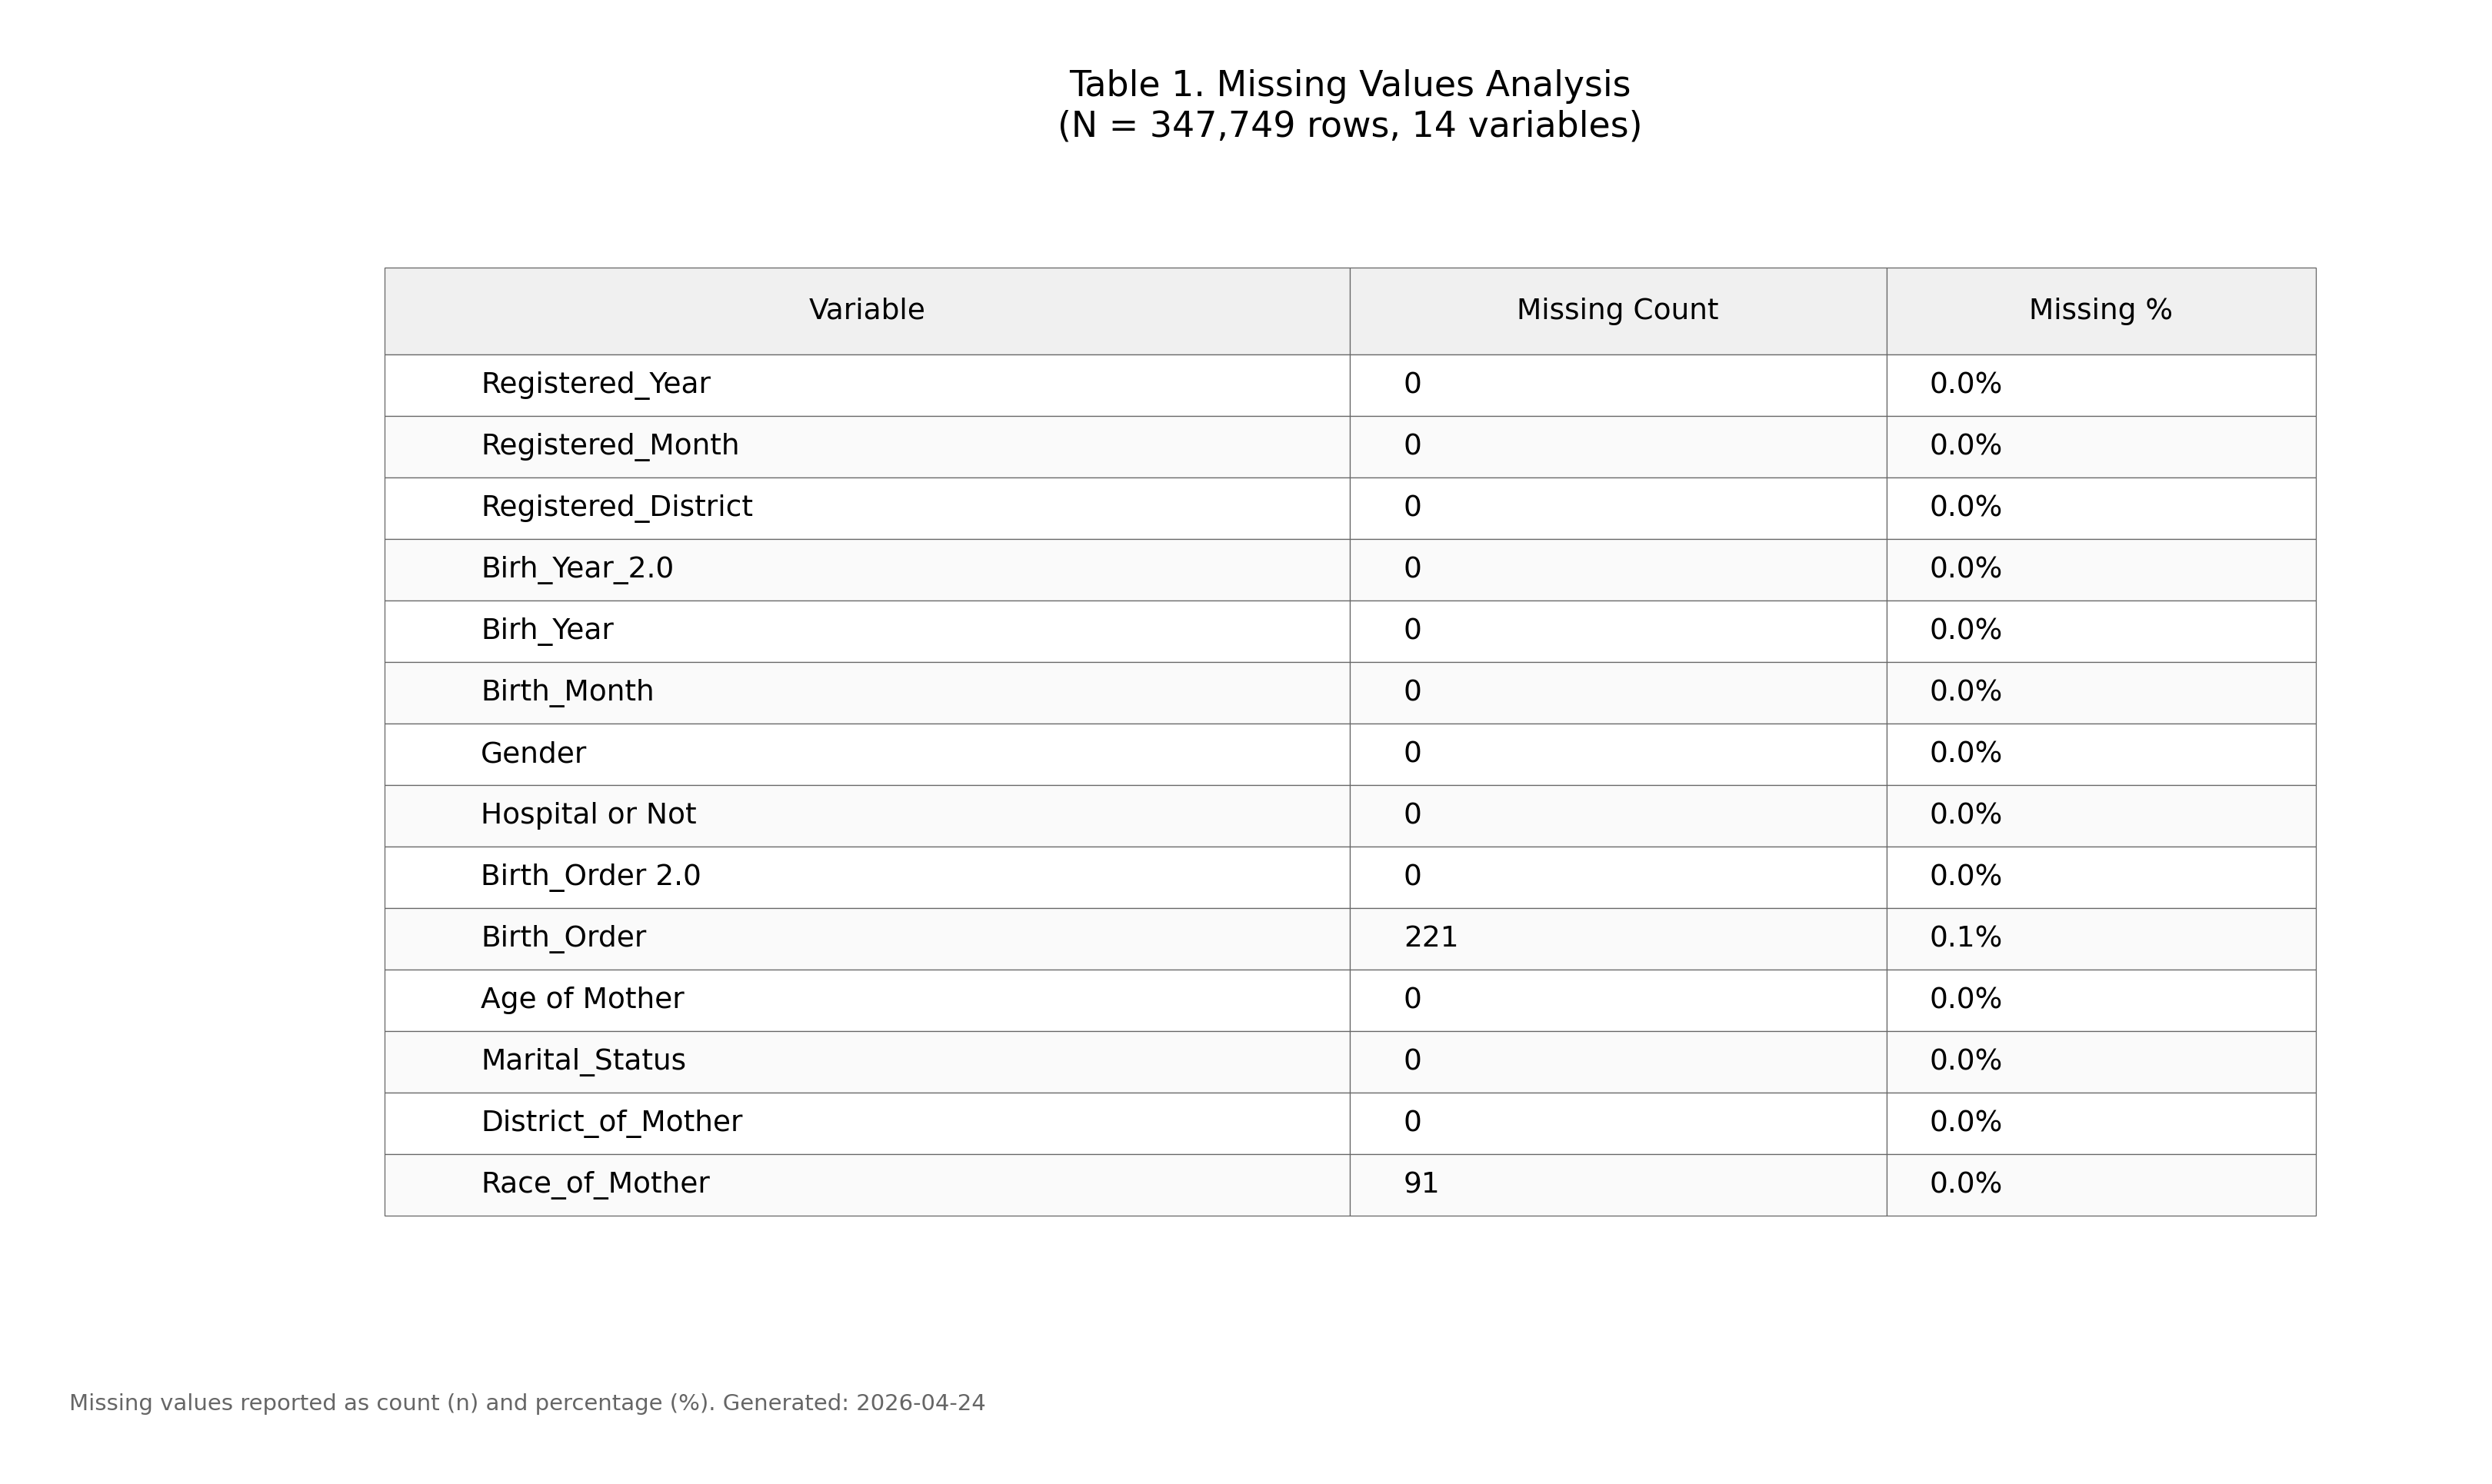 Table 1. Missing Values Analysis
(N = 347,749 rows, 14 variables)
Variable Missing Count Missing %
Registered_Year 0 0.0%
Registered_Month 0 0.0%
Registered_District 0 0.0%
Birh_Year_2.0 0 0.0%
Birh_Year 0 0.0%
Birth_Month 0 0.0%
Gender 0 0.0%
Hospital or Not 0 0.0%
Birth_Order 2.0 0 0.0%
Birth_Order 221 0.1%
Age of Mother 0 0.0%
Marital_Status 0 0.0%
District_of_Mother 0 0.0%
Race_of_Mother 91 0.0%
Missing values reported as count (n) and percentage (%). Generated: 2026-04-24